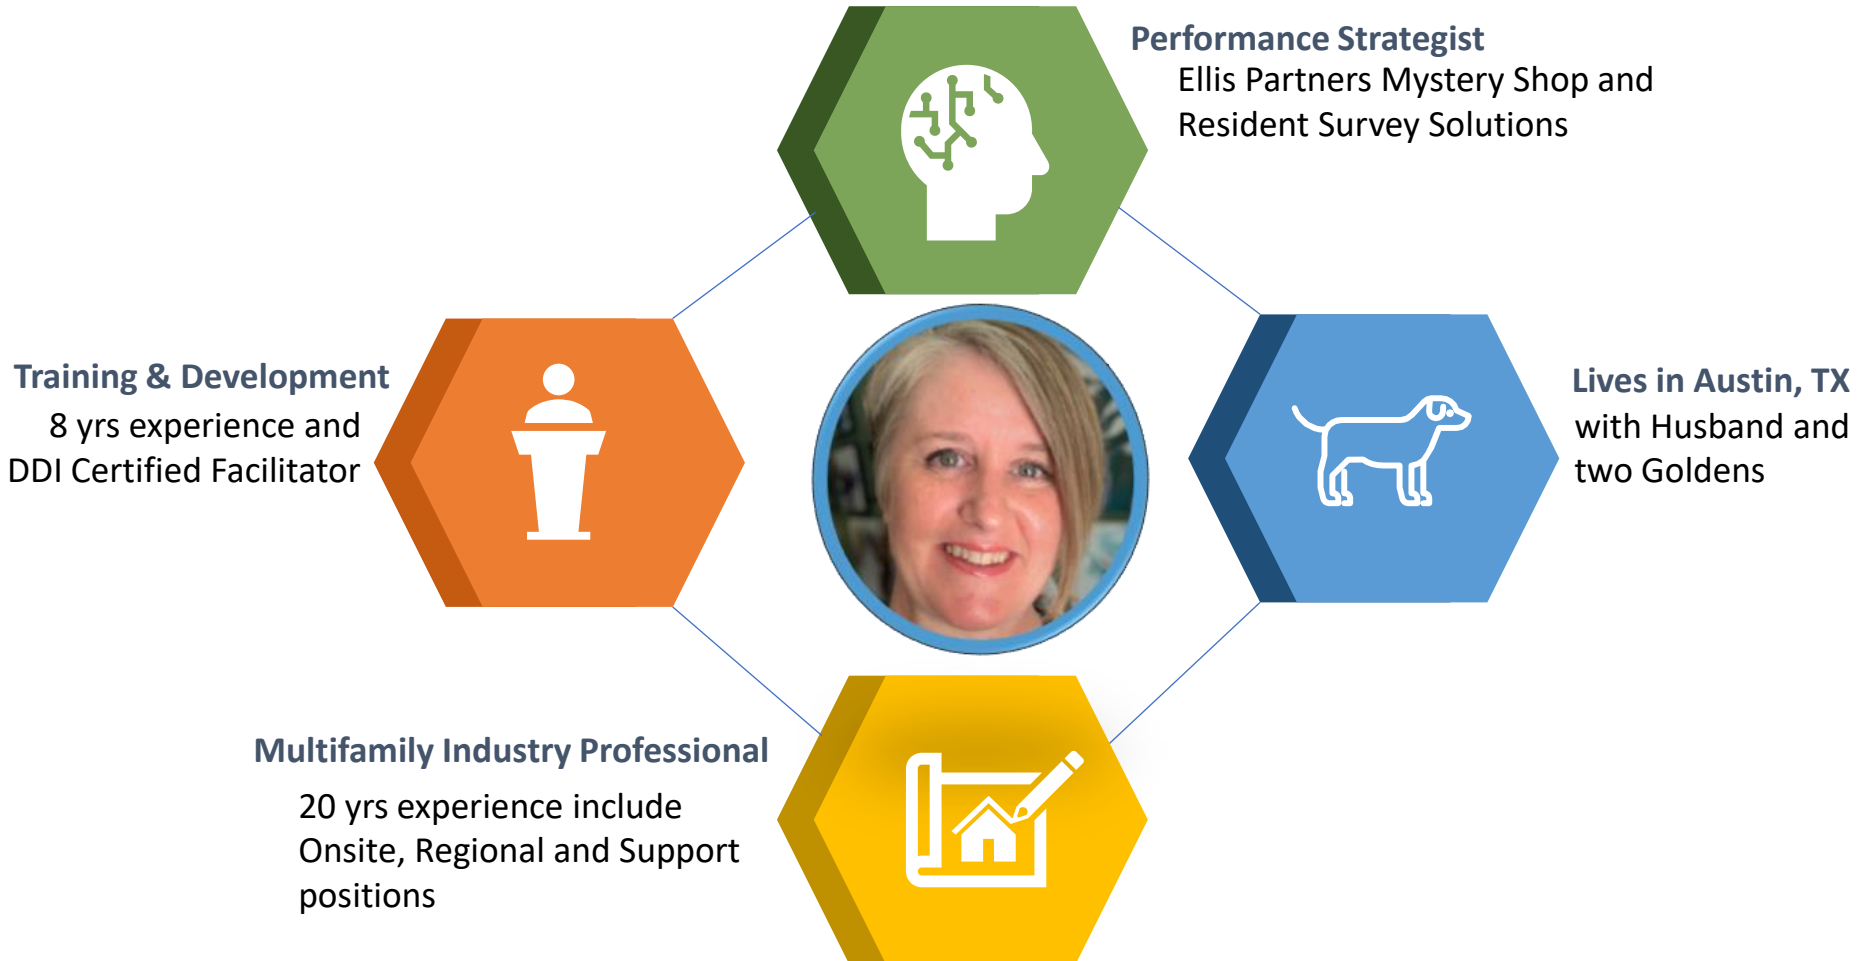 Performance Strategist
Ellis Partners Mystery Shop and
Resident Survey Solutions
Training & Development
8 yrs experience and
DDI Certified Facilitator
Lives in Austin, TX
with Husband and
two Goldens
Multifamily Industry Professional
20 yrs experience include
Onsite, Regional and Support
positions